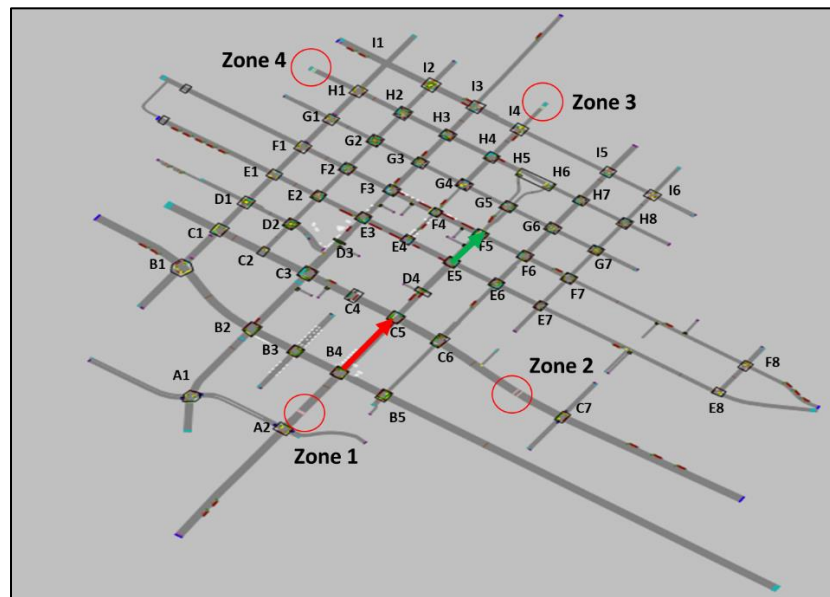 I1
Zone 4
I2
H1
I3
Zone 3
H2
G1
I4
H3
G2
F1
H4
G3
I5
H5
H6
E1
F2
I6
G4
F3
H7
D1
E2
G5
H8
F4
C1
G6
D2
E3
F5
E4
D3
G7
B1
C2
E5
F6
C3
D4
F7
E6
C4
E7
B2
C5
B3
C6
B4
Zone 2
F8
A1
B5
E8
C7
A2
Zone 1